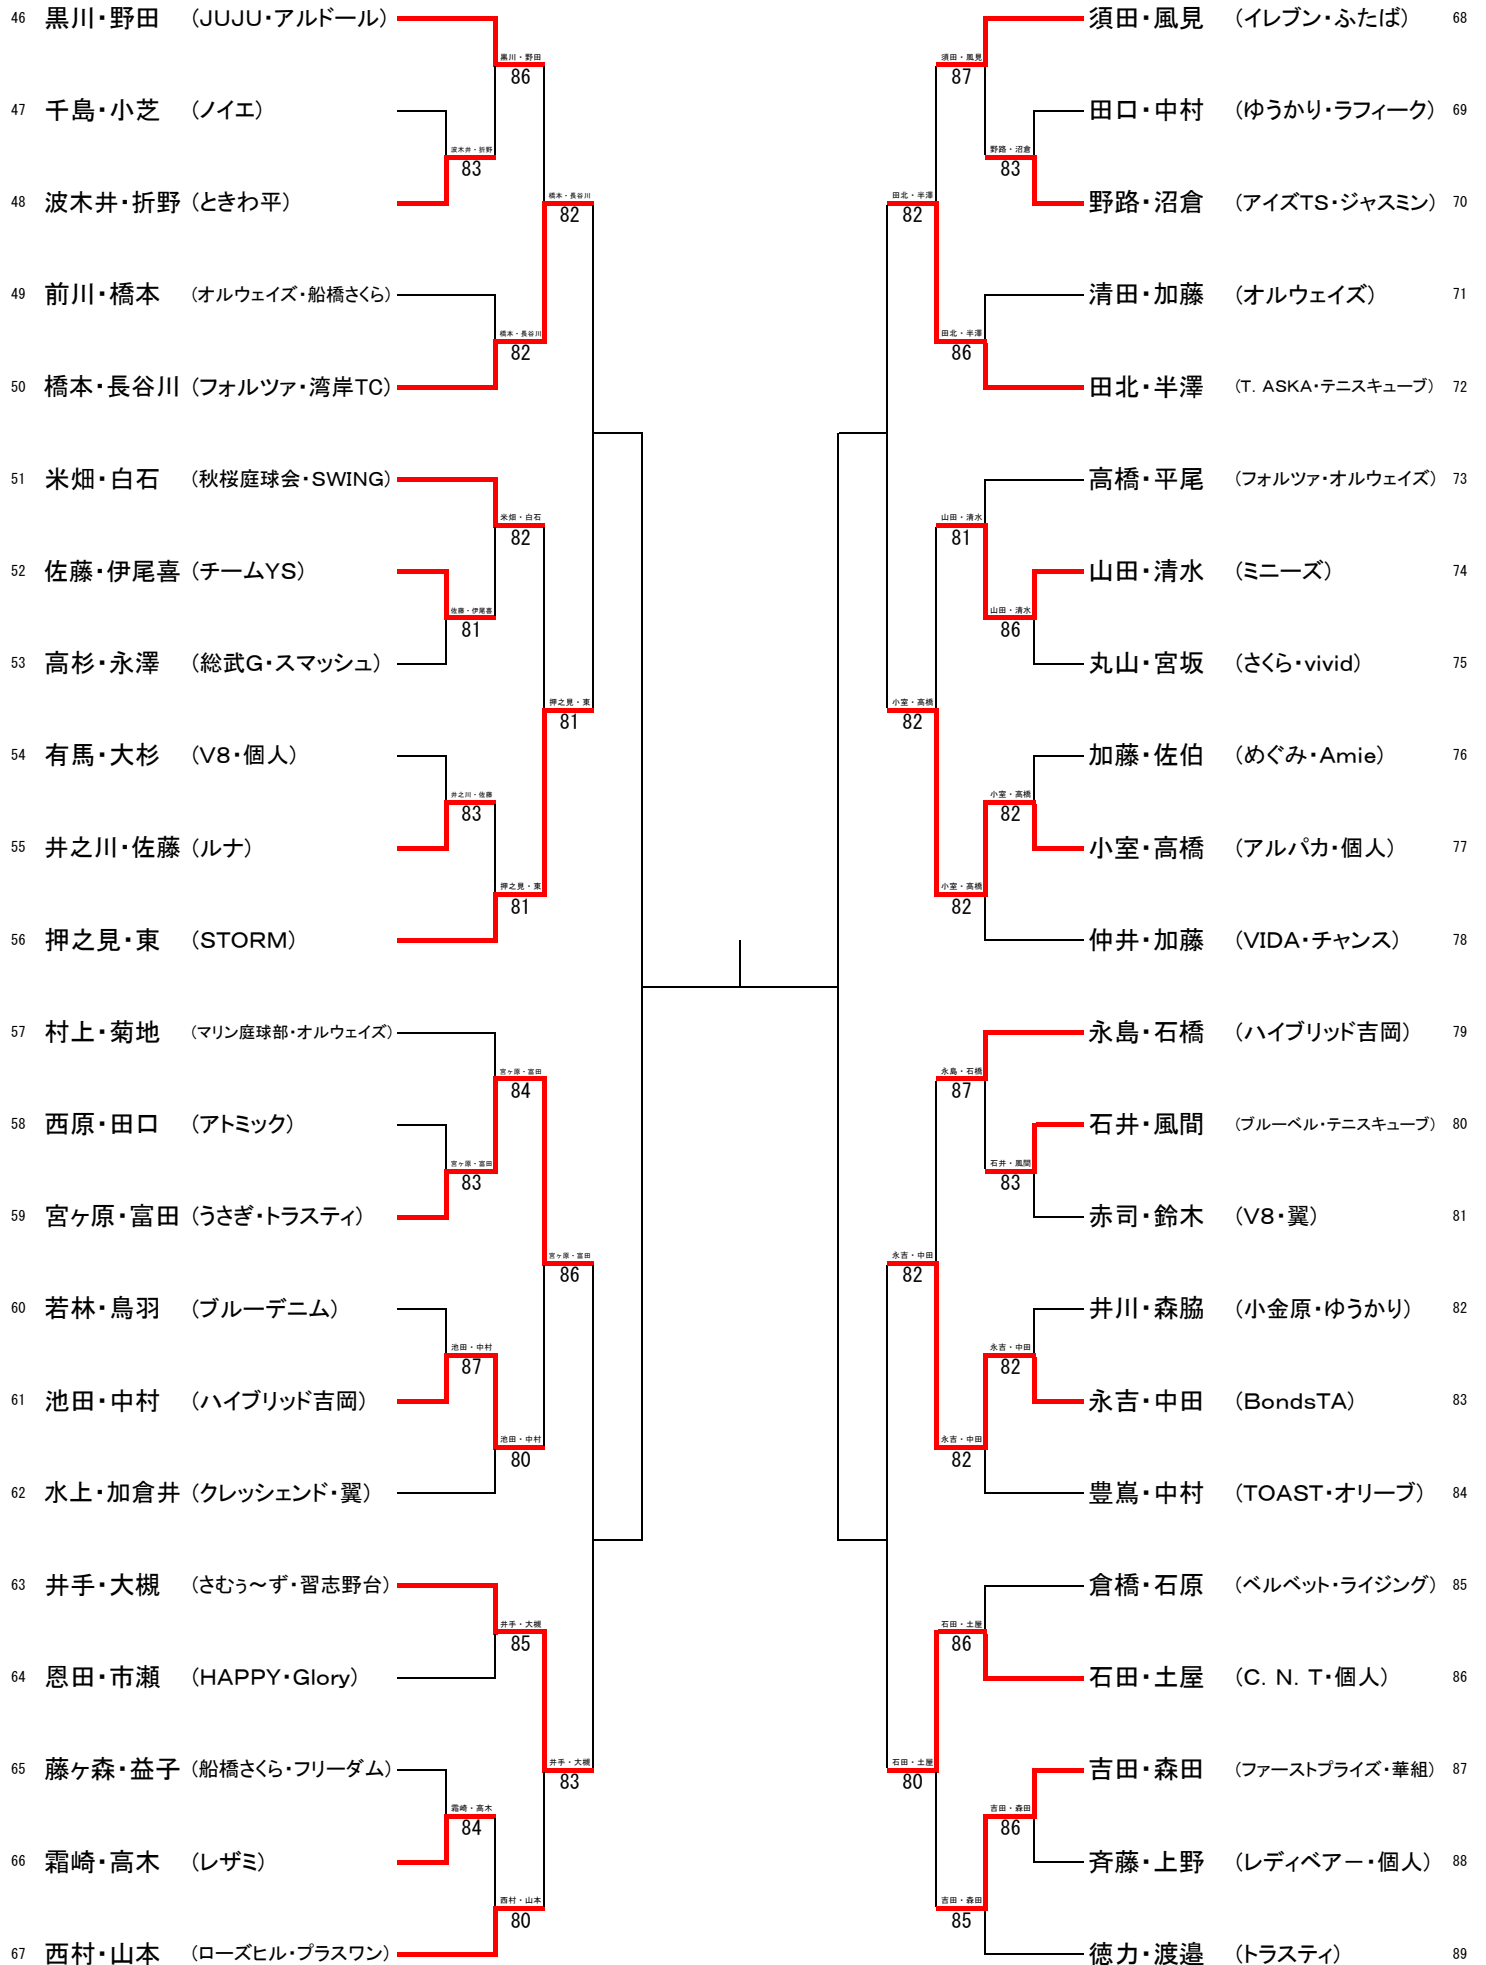 46 黒川・野田 （JUJU・アルドール）
黒川・野田
86
47 千島・小芝 （ノイエ）
波木井・折野
83
48 波木井・折野 （ときわ平）
橋本・長谷川
82
49 前川・橋本 （オルウェイズ・船橋さくら）
橋本・長谷川
82
50 橋本・長谷川 （フォルツァ・湾岸TC）
51 米畑・白石 （秋桜庭球会・SWING）
米畑・白石
82
52 佐藤・伊尾喜 （チームYS）
佐藤・伊尾喜
81
53 高杉・永澤 （総武G・スマッシュ）
押之見・東
81
54 有馬・大杉 （V8・個人）
井之川・佐藤
83
55 井之川・佐藤 （ルナ）
押之見・東
81
56 押之見・東 （STORM）
57 村上・菊地 （マリン庭球部・オルウェイズ）
宮ヶ原・富田
84
58 西原・田口 （アトミック）
宮ヶ原・富田
83
59 宮ヶ原・富田 （うさぎ・トラスティ）
宮ヶ原・富田
86
60 若林・鳥羽 （ブルーデニム）
池田・中村
87
61 池田・中村 （ハイブリッド吉岡）
池田・中村
80
62 水上・加倉井 （クレッシェンド・翼）
63 井手・大槻 （さむぅ～ず・習志野台）
井手・大槻
85
64 恩田・市瀬 （HAPPY・Glory）
65 藤ヶ森・益子 （船橋さくら・フリーダム）
井手・大槻
83
霜崎・高木
84
66 霜崎・高木 （レザミ）
西村・山本
80
67 西村・山本 （ローズヒル・プラスワン）
須田・風見 （イレブン・ふたば） 68
須田・風見
87
田口・中村 （ゆうかり・ラフィーク） 69
野路・沼倉
83
野路・沼倉 （アイズTS・ジャスミン） 70
田北・半澤
82
清田・加藤 （オルウェイズ） 71
田北・半澤
86
田北・半澤 （T．ASKA・テニスキューブ） 72
高橋・平尾 （フォルツァ・オルウェイズ） 73
山田・清水
81
山田・清水 （ミニーズ） 74
山田・清水
86
丸山・宮坂 （さくら・vivid） 75
小室・高橋
82
加藤・佐伯 （めぐみ・Amie） 76
小室・高橋
82
小室・高橋 （アルパカ・個人） 77
小室・高橋
82
仲井・加藤 （VIDA・チャンス） 78
永島・石橋 （ハイブリッド吉岡） 79
永島・石橋
87
石井・風間 （ブルーベル・テニスキューブ） 80
石井・風間
83
赤司・鈴木 （V8・翼） 81
永吉・中田
82
井川・森脇 （小金原・ゆうかり） 82
永吉・中田
82
永吉・中田 （BondsTA） 83
永吉・中田
82
豊嶌・中村 （TOAST・オリーブ） 84
倉橋・石原 （ベルベット・ライジング） 85
石田・土屋
86
石田・土屋 （C．N．T・個人） 86
石田・土屋
80
吉田・森田 （ファーストプライズ・華組） 87
吉田・森田
86
斉藤・上野 （レディベアー・個人） 88
吉田・森田
85
徳力・渡邉 （トラスティ） 89